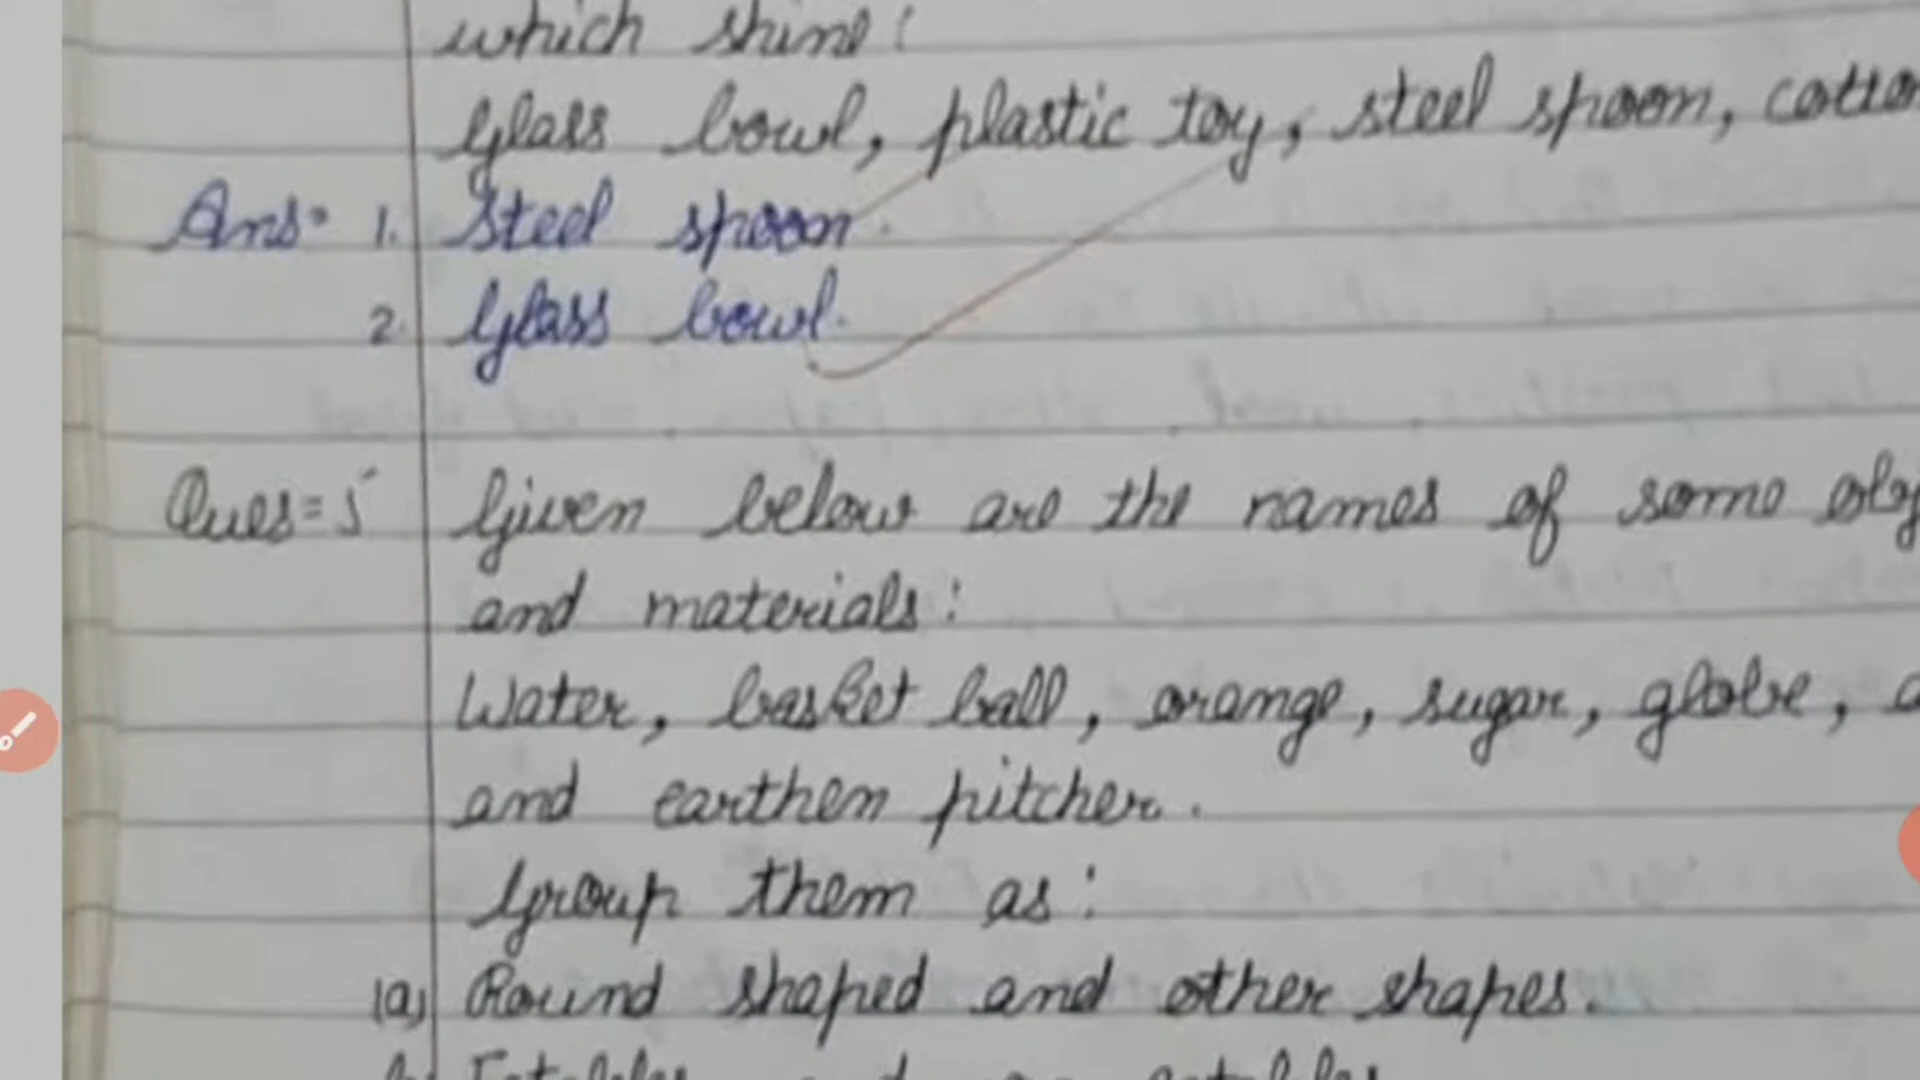 which shine:
Glass bowl, plastic toy, steel spoon,
Ans. 1. Steel spoon.
2. Glass bowl.
Ques=5 Given below are the names of some
and materials:
Water, basket ball, orange, sugar, globe,
and earthen pitcher.
Group them as:
(a) Round shaped and other shapes.